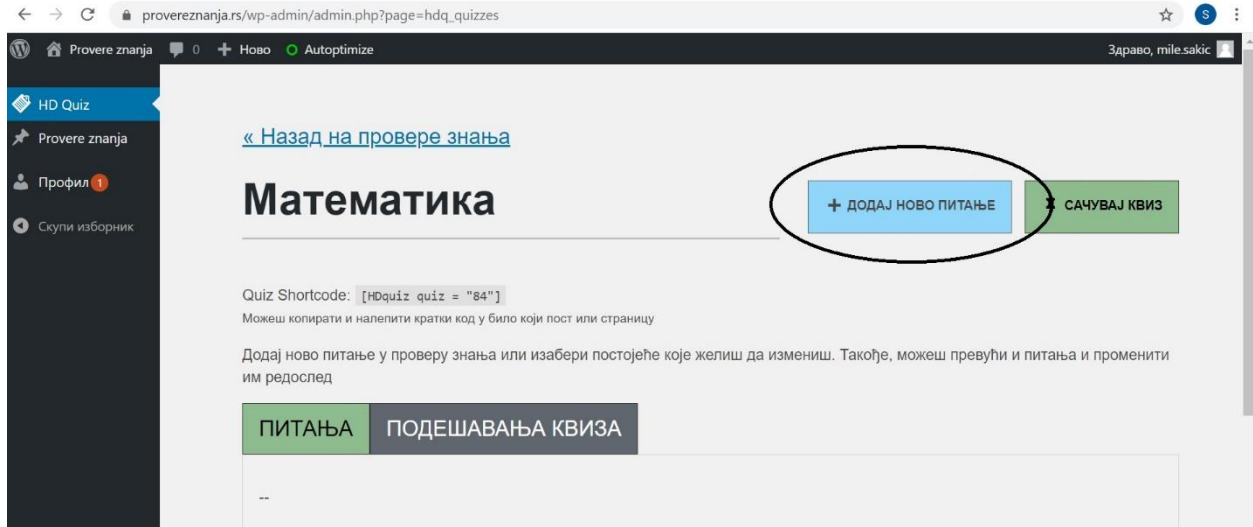 provereznanja.rs/wp-admin/admin.php?page=hdq_quizzes
S
Provere znanja 0 + Ново Autoptimize Здраво, mile.sakic
HD Quiz
Provere znanja
Профил 1
Скупи изборник
« Назад на провере знања
Математика
+ ДОДАЈ НОВО ПИТАЊЕ
САЧУВАЈ КВИЗ
Quiz Shortcode: [HDquiz quiz = "84"]
Можеш копирати и налепити кратки код у било који пост или страницу
Додај ново питање у проверу знања или изабери постојеће које желиш да измениш. Такође, можеш превући и питања и променити
им редослед
ПИТАЊА ПОДЕШАВАЊА КВИЗА
--